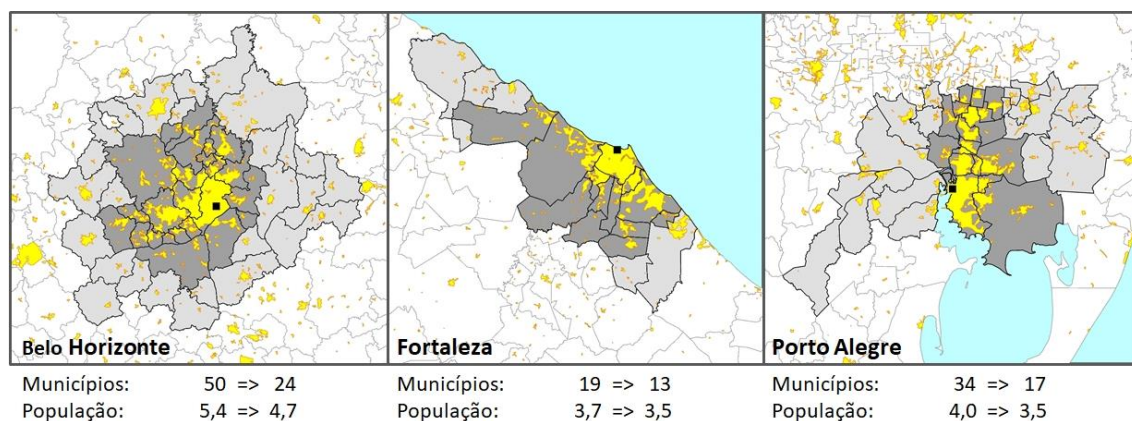 Belo Horizonte
Fortaleza
Porto Alegre
Municípios: 50 => 24
População: 5,4 => 4,7
Municípios: 19 => 13
População: 3,7 => 3,5
Municípios: 34 => 17
População: 4,0 => 3,5